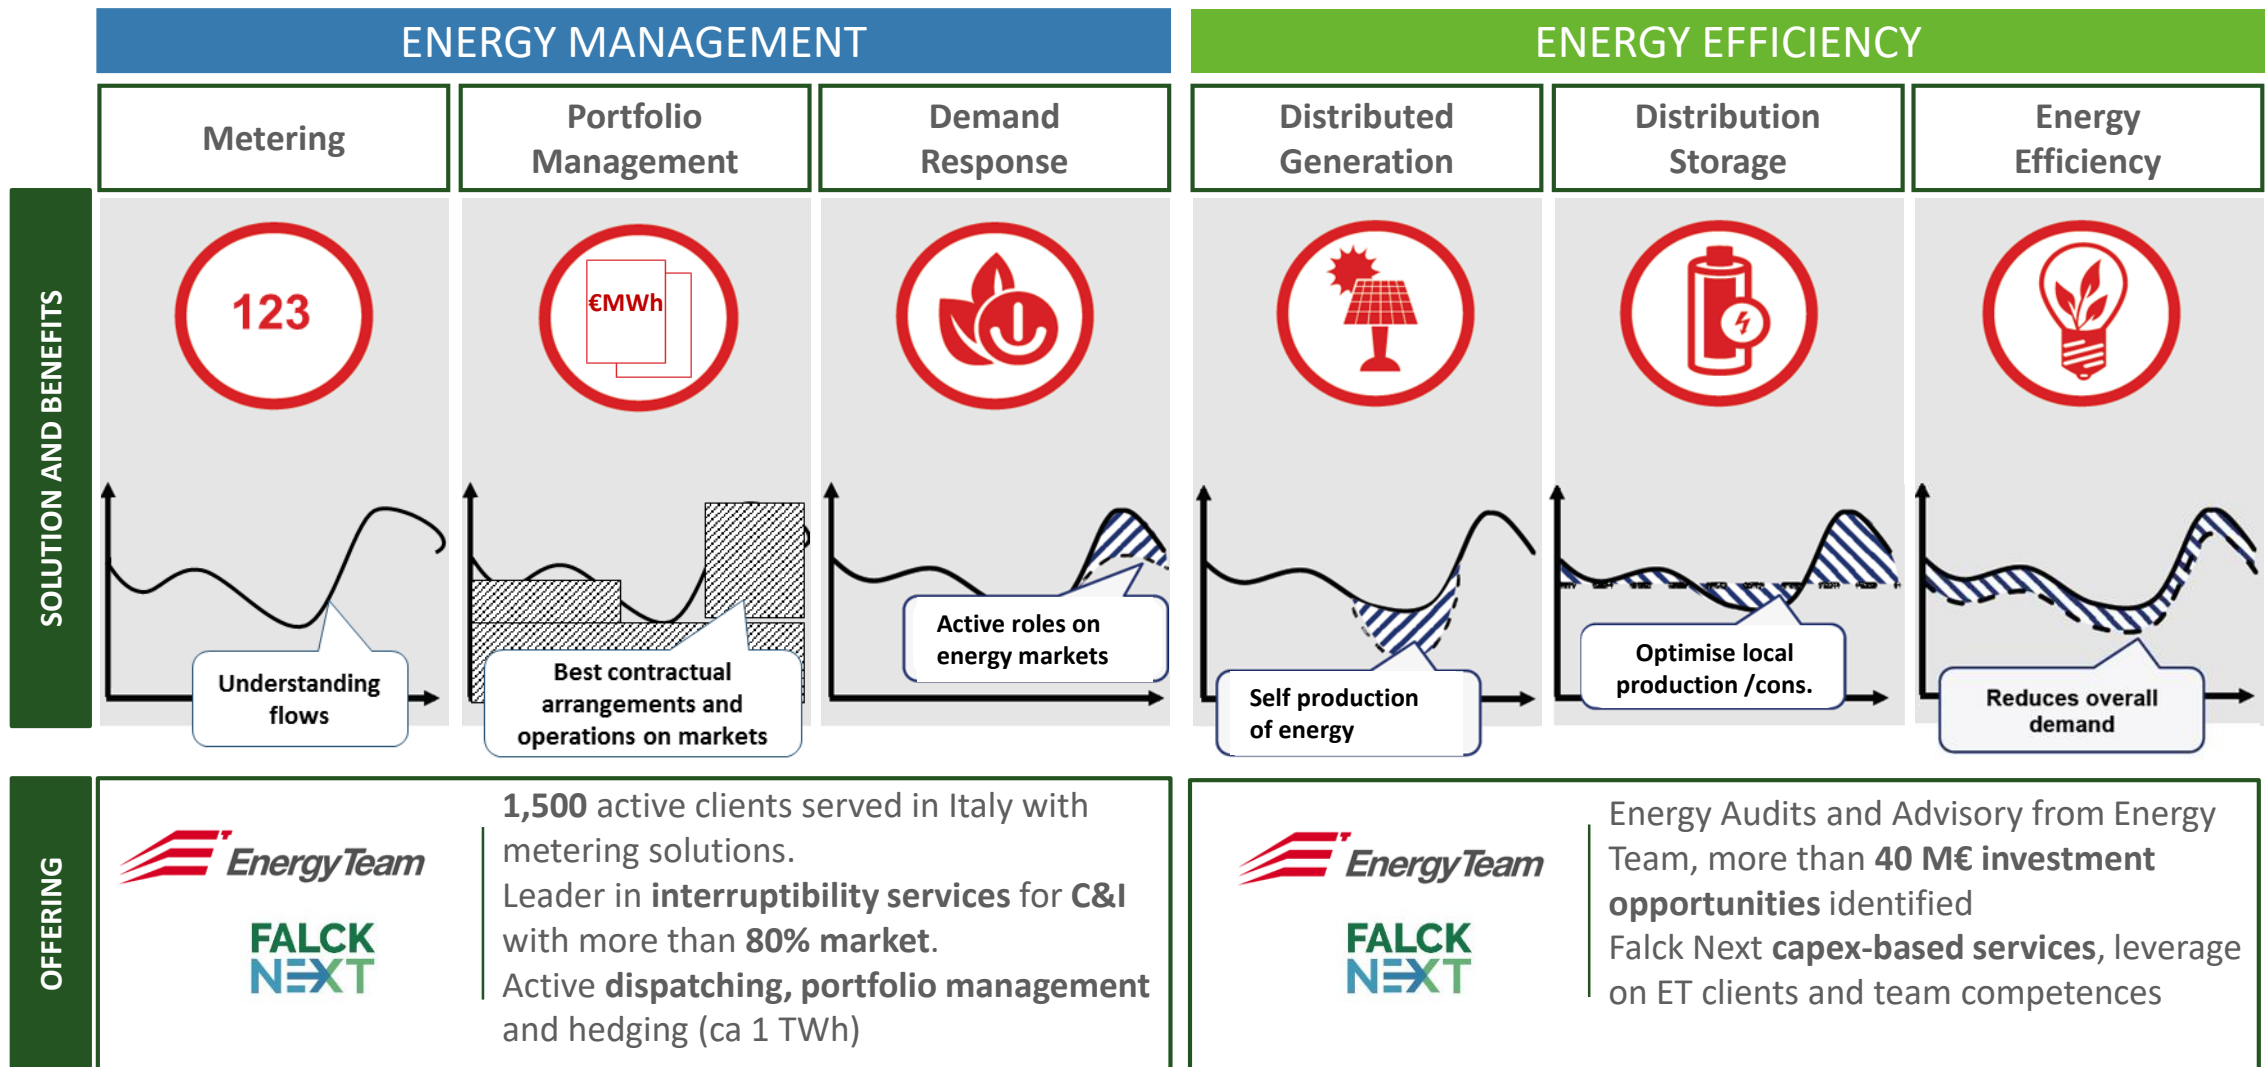 ENERGY MANAGEMENT
ENERGY EFFICIENCY
Metering
Portfolio
Management
Demand
Response
Distributed
Generation
Distribution
Storage
Energy
Efficiency
SOLUTION AND BENEFITS
123
€MWh
Understanding
flows
Best contractual
arrangements and
operations on markets
Active roles on
energy markets
Self production
of energy
Optimise local
production /cons.
Reduces overall
demand
OFFERING
EnergyTeam
FALCK
NEXT
1,500 active clients served in Italy with
metering solutions.
Leader in interruptibility services for C&I
with more than 80% market.
Active dispatching, portfolio management
and hedging (ca 1 TWh)
EnergyTeam
FALCK
NEXT
Energy Audits and Advisory from Energy
Team, more than 40 M€ investment
opportunities identified
Falck Next capex-based services, leverage
on ET clients and team competences